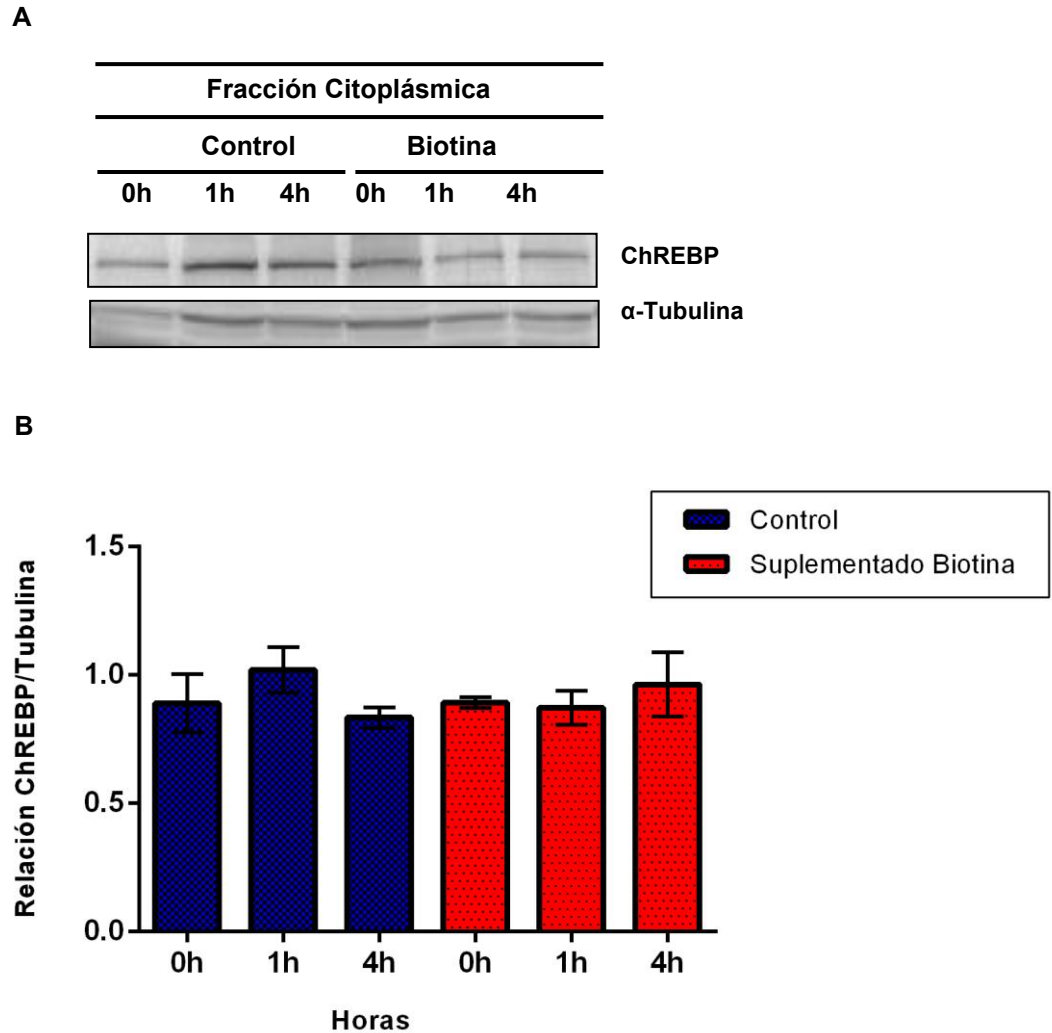 A
Fracción Citoplásmica
Control Biotina
0h 1h 4h 0h 1h 4h
ChREBP
α-Tubulina
B
Control
Suplementado Biotina
Relación ChREBP/Tubulina
1.5
1.0
0.5
0.0
0h 1h 4h 0h 1h 4h
Horas